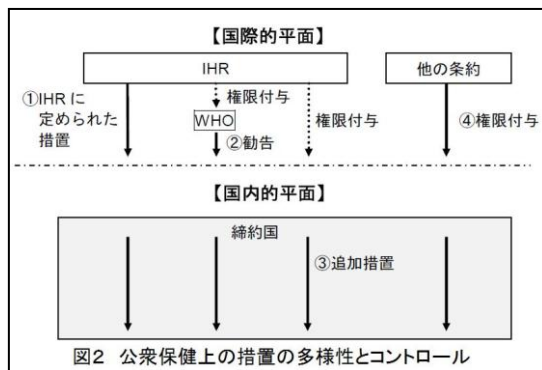 【国際的平面】
IHR
他の条約
①IHRに
定められた
措置
権限付与
WHO
②勧告
権限付与
④権限付与
【国内的平面】
締約国
③追加措置
図2 公衆保健上の措置の多様性とコントロール